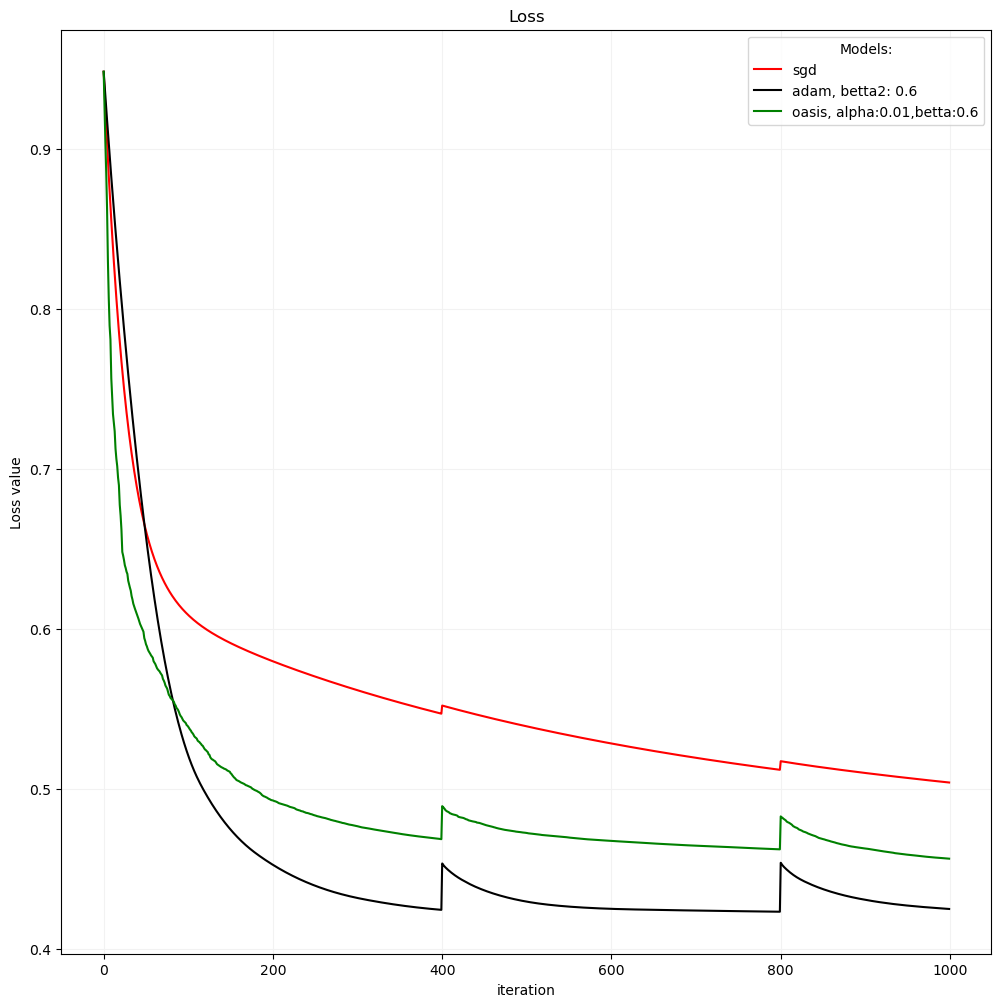 Loss
Models:
sgd
adam, betta2: 0.6
oasis, alpha:0.01,betta:0.6
Loss value
0.9
0.8
0.7
0.6
0.5
0.4
0
200
400
600
800
1000
iteration